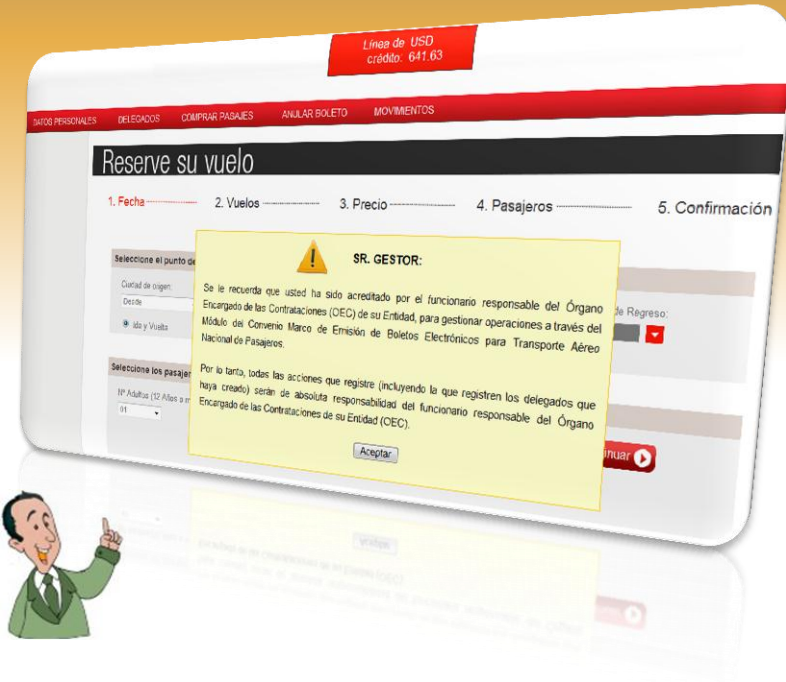 Línea de USD
crédito: 641.63
DATOS PERSONALES DELEGADOS COMPRAR PASAJES ANULAR BOLETO MOVIMIENTOS
Reserve su vuelo
1. Fecha 2. Vuelos 3. Precio 4. Pasajeros 5. Confirmación
Seleccione el punto de
Ciudad de origen:
Desde
Ida y Vuelta
de Regreso:
SR. GESTOR:
Se le recuerda que usted ha sido acreditado por el funcionario responsable del Órgano
Encargado de las Contrataciones (OEC) de su Entidad, para gestionar operaciones a través del
Módulo del Convenio Marco de Emisión de Boletos Electrónicos para Transporte Aéreo
Nacional de Pasajeros.
Por lo tanto, todas las acciones que registre (incluyendo la que registren los delegados que
haya creado) serán de absoluta responsabilidad del funcionario responsable del Órgano
Encargado de las Contrataciones de su Entidad (OEC).
Aceptar
Seleccione los pasajer
Nº Adultos (12 Años o m
01
inuar